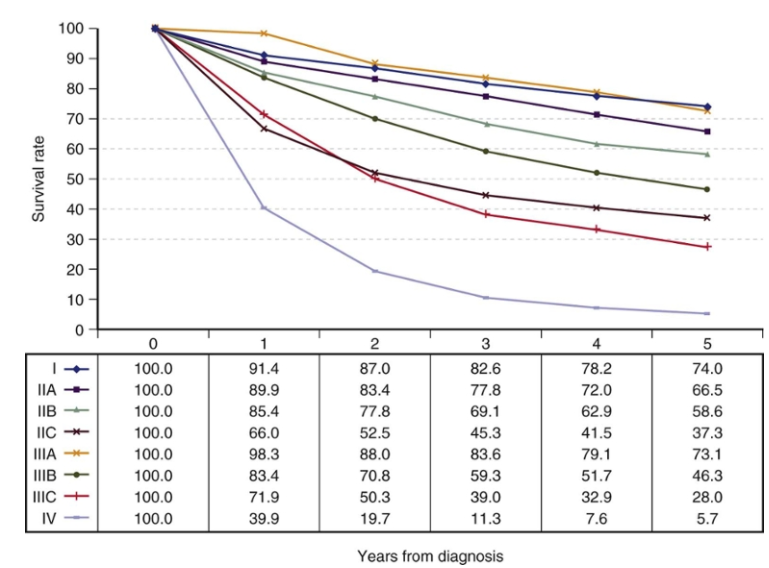 Survival rate
100
90
80
70
60
50
40
30
20
10
0
0 1 2 3 4 5
I 100.0 91.4 87.0 82.6 78.2 74.0
IIA 100.0 89.9 83.4 77.8 72.0 66.5
IIB 100.0 85.4 77.8 69.1 62.9 58.6
IIC 100.0 66.0 52.5 45.3 41.5 37.3
IIIA 100.0 98.3 88.0 83.6 79.1 73.1
IIIB 100.0 83.4 70.8 59.3 51.7 46.3
IIIC 100.0 71.9 50.3 39.0 32.9 28.0
IV 100.0 39.9 19.7 11.3 7.6 5.7
Years from diagnosis